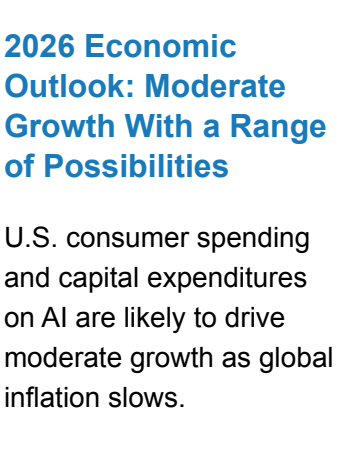 2026 Economic
Outlook: Moderate
Growth With a Range
of Possibilities
U.S. consumer spending
and capital expenditures
on AI are likely to drive
moderate growth as global
inflation slows.